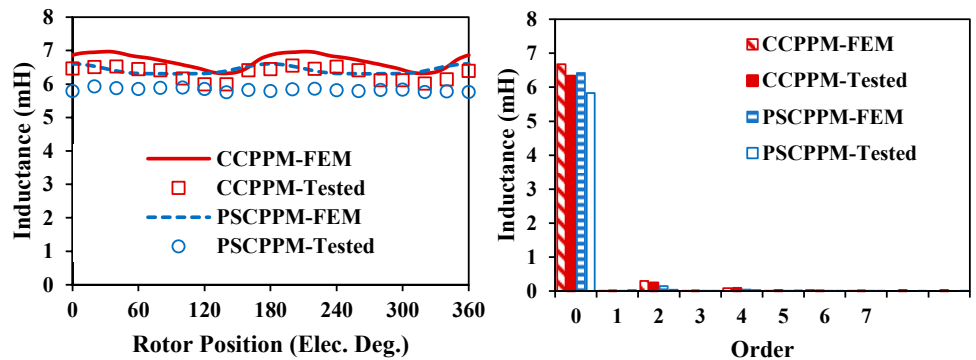 8
7
6
5
4
3
2
1
0
Inductance (mH)
CCPPM-FEM
CCPPM-Tested
PSCPPM-FEM
PSCPPM-Tested
0 60 120 180 240 300 360
Rotor Position (Elec. Deg.)
8
7
6
5
4
3
2
1
0
Inductance (mH)
CCPPM-FEM
CCPPM-Tested
PSCPPM-FEM
PSCPPM-Tested
0 1 2 3 4 5 6 7
Order